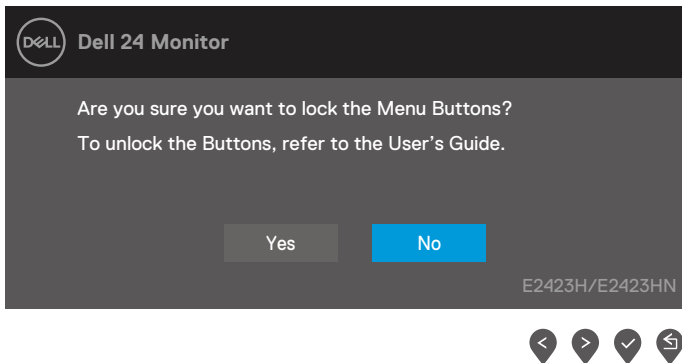 DELL
Dell 24 Monitor
Are you sure you want to lock the Menu Buttons?
To unlock the Buttons, refer to the User's Guide.
Yes No
E2423H/E2423HN